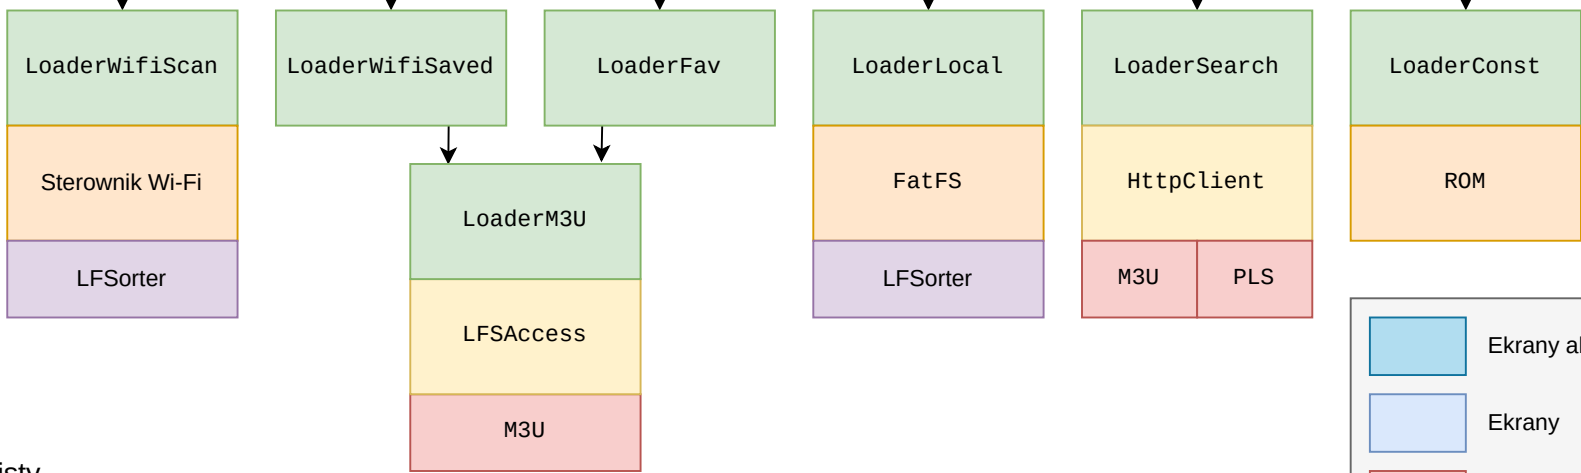 LoaderWifiScan
LoaderWifiSaved
LoaderFav
LoaderLocal
LoaderSearch
LoaderConst
Sterownik Wi-Fi
FatFS
HttpClient
ROM
LoaderM3U
LFSorter
LFSorter
M3U
PLS
LFSAccess
Ekrany
Ekrany
M3U